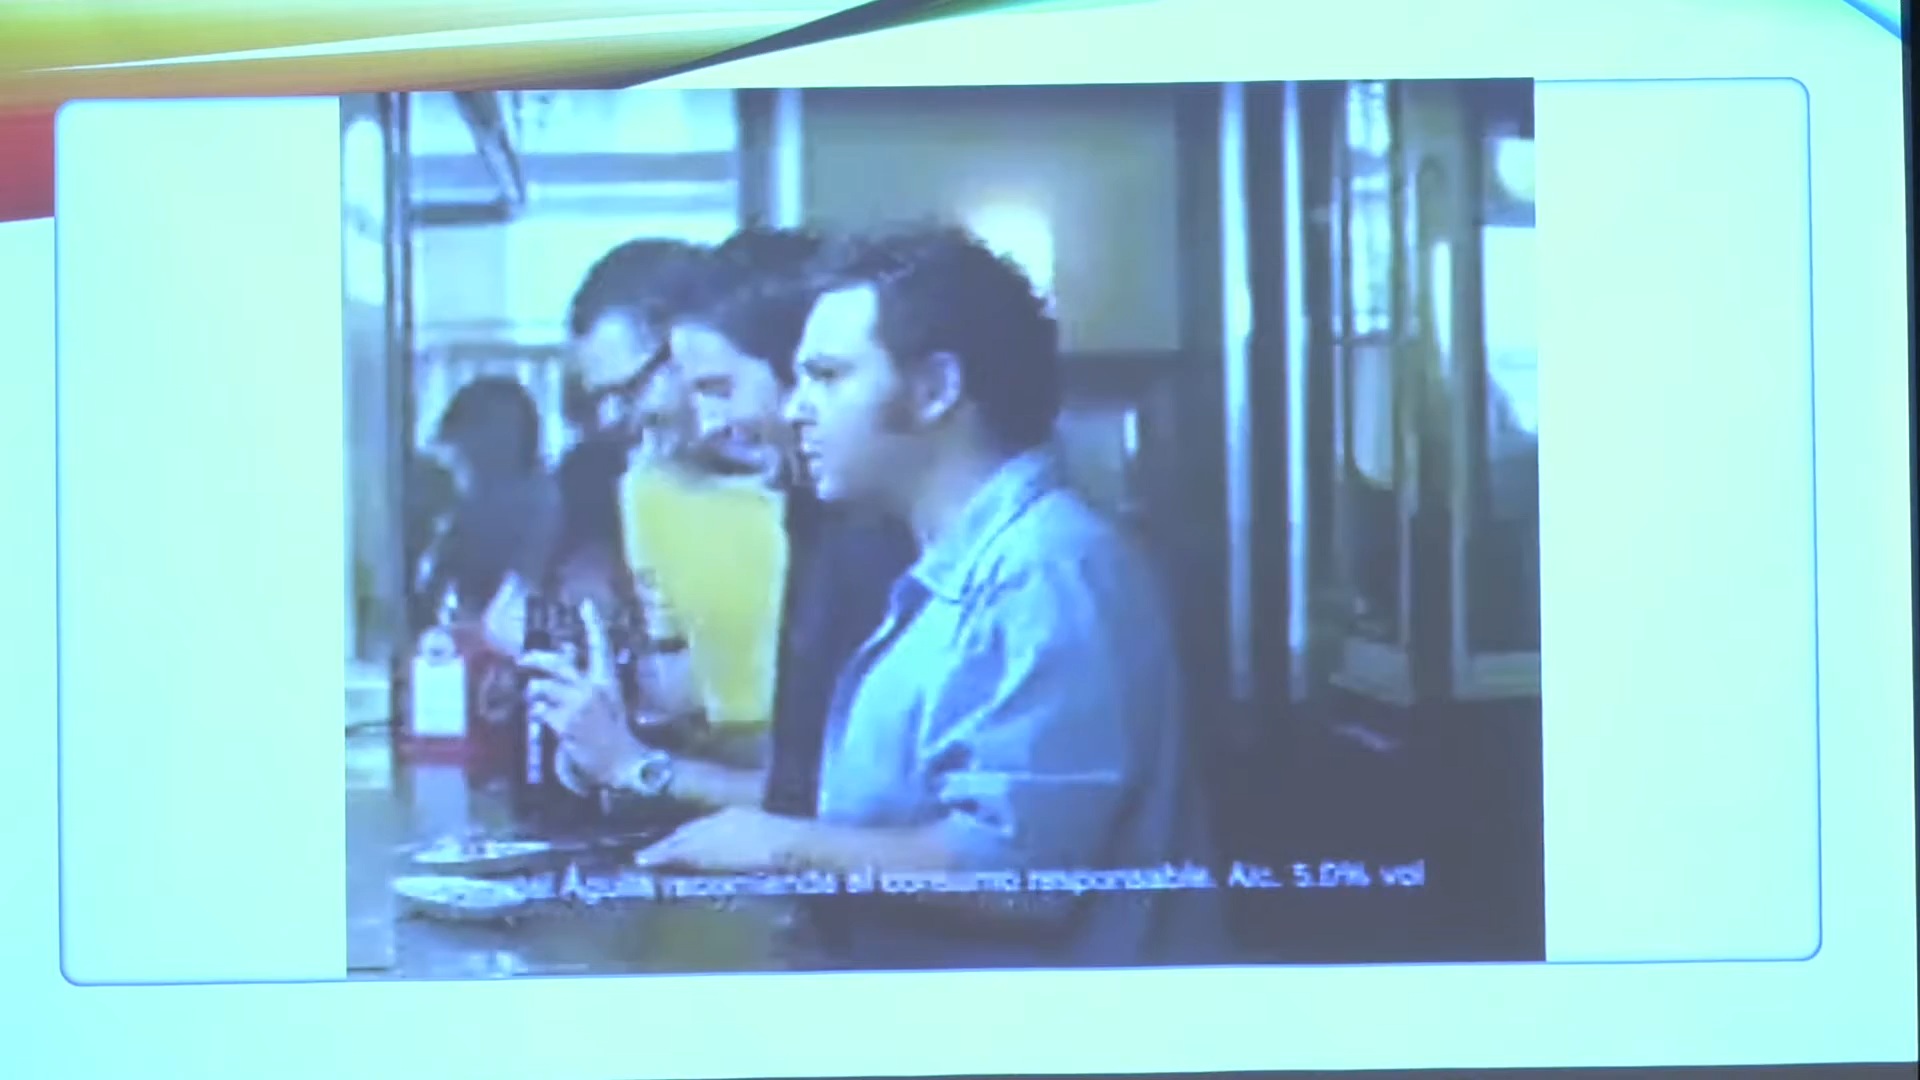 Águila recomienda el consumo responsable. Alc. 5.0% vol